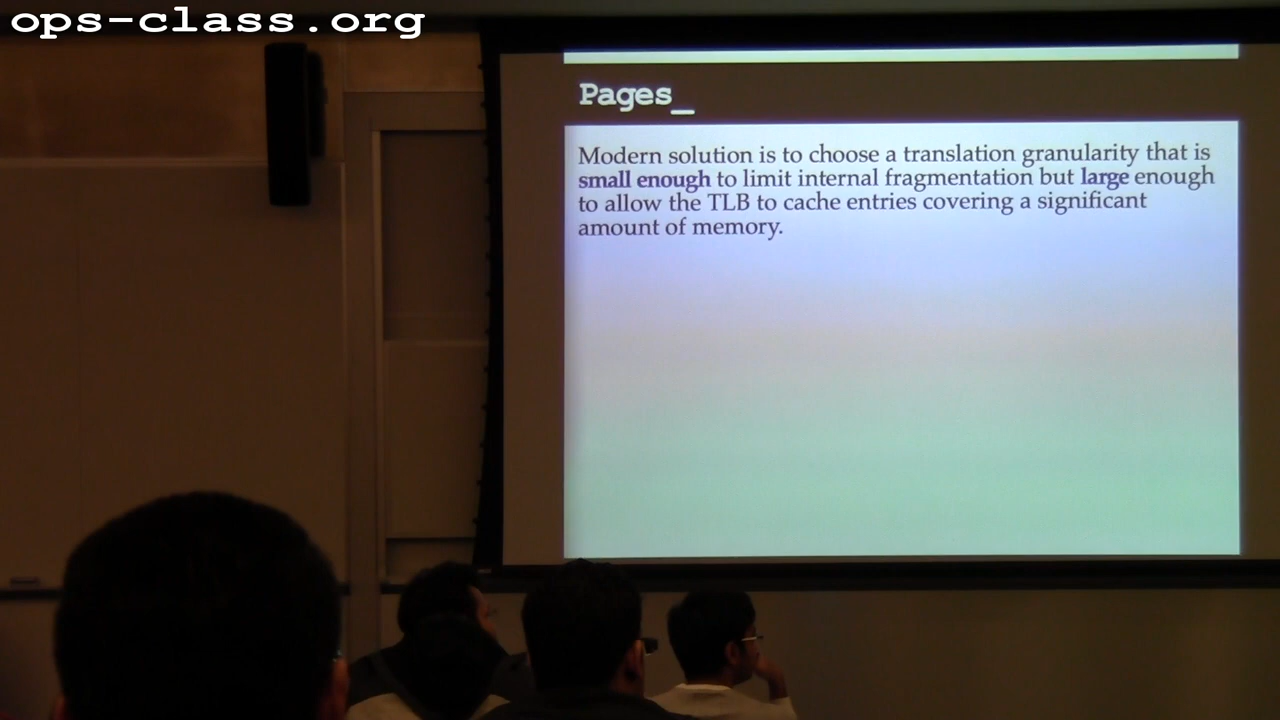 ops-class.org
Pages_
Modern solution is to choose a translation granularity that is
small enough to limit internal fragmentation but large enough
to allow the TLB to cache entries covering a significant
amount of memory.